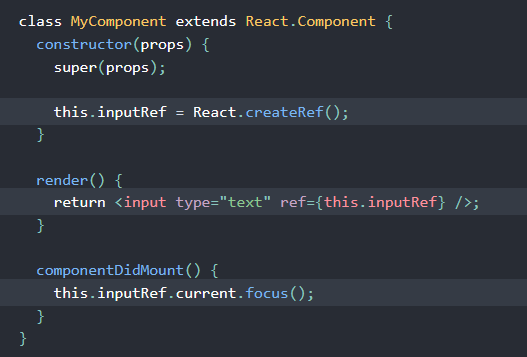 class MyComponent extends React.Component {
  constructor(props) {
    super(props);

    this.inputRef = React.createRef();
  }

  render() {
    return <input type="text" ref={this.inputRef} />;
  }

  componentDidMount() {
    this.inputRef.current.focus();
  }
}